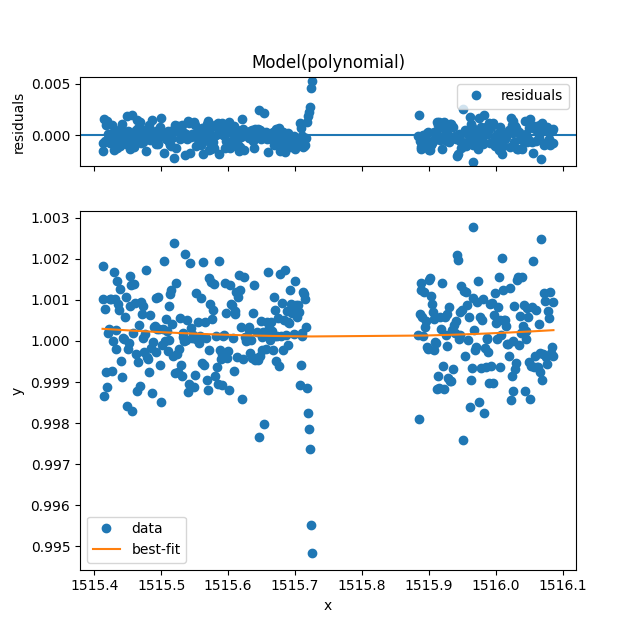 Model(polynomial)
0.005
0.000
residuals
residuals
1.003
1.002
1.001
1.000
0.999
0.998
0.997
0.996
0.995
y
data
best-fit
1515.4 1515.5 1515.6 1515.7 1515.8 1515.9 1516.0 1516.1
x